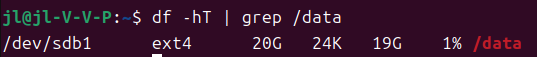 jl@jl-V-V-P:~$ df -hT | grep /data
/dev/sdb1 ext4 20G 24K 19G 1% /data